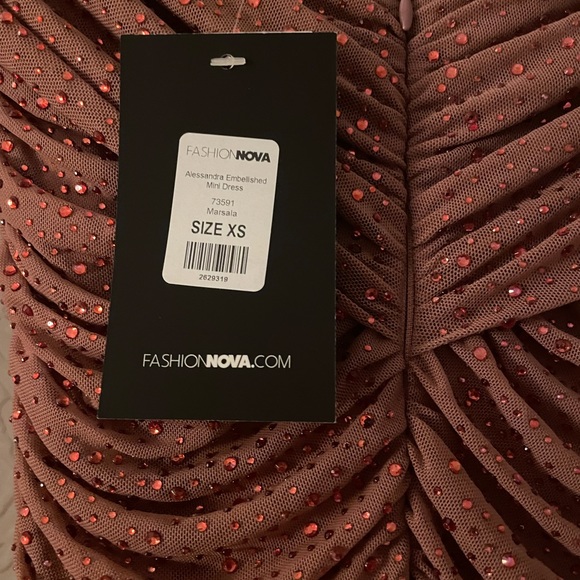 FASHIONNOVA
Alessandra Embellished
Mini Dress
73591
Marsala
SIZE XS
2629319
FASHIONNOVA.COM